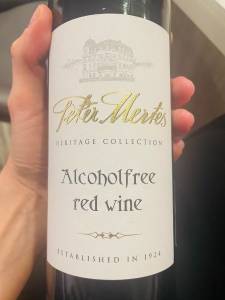 Peter Mertes
HERITAGE COLLECTION
Alcoholfree
red wine
ESTABLISHED IN 1924